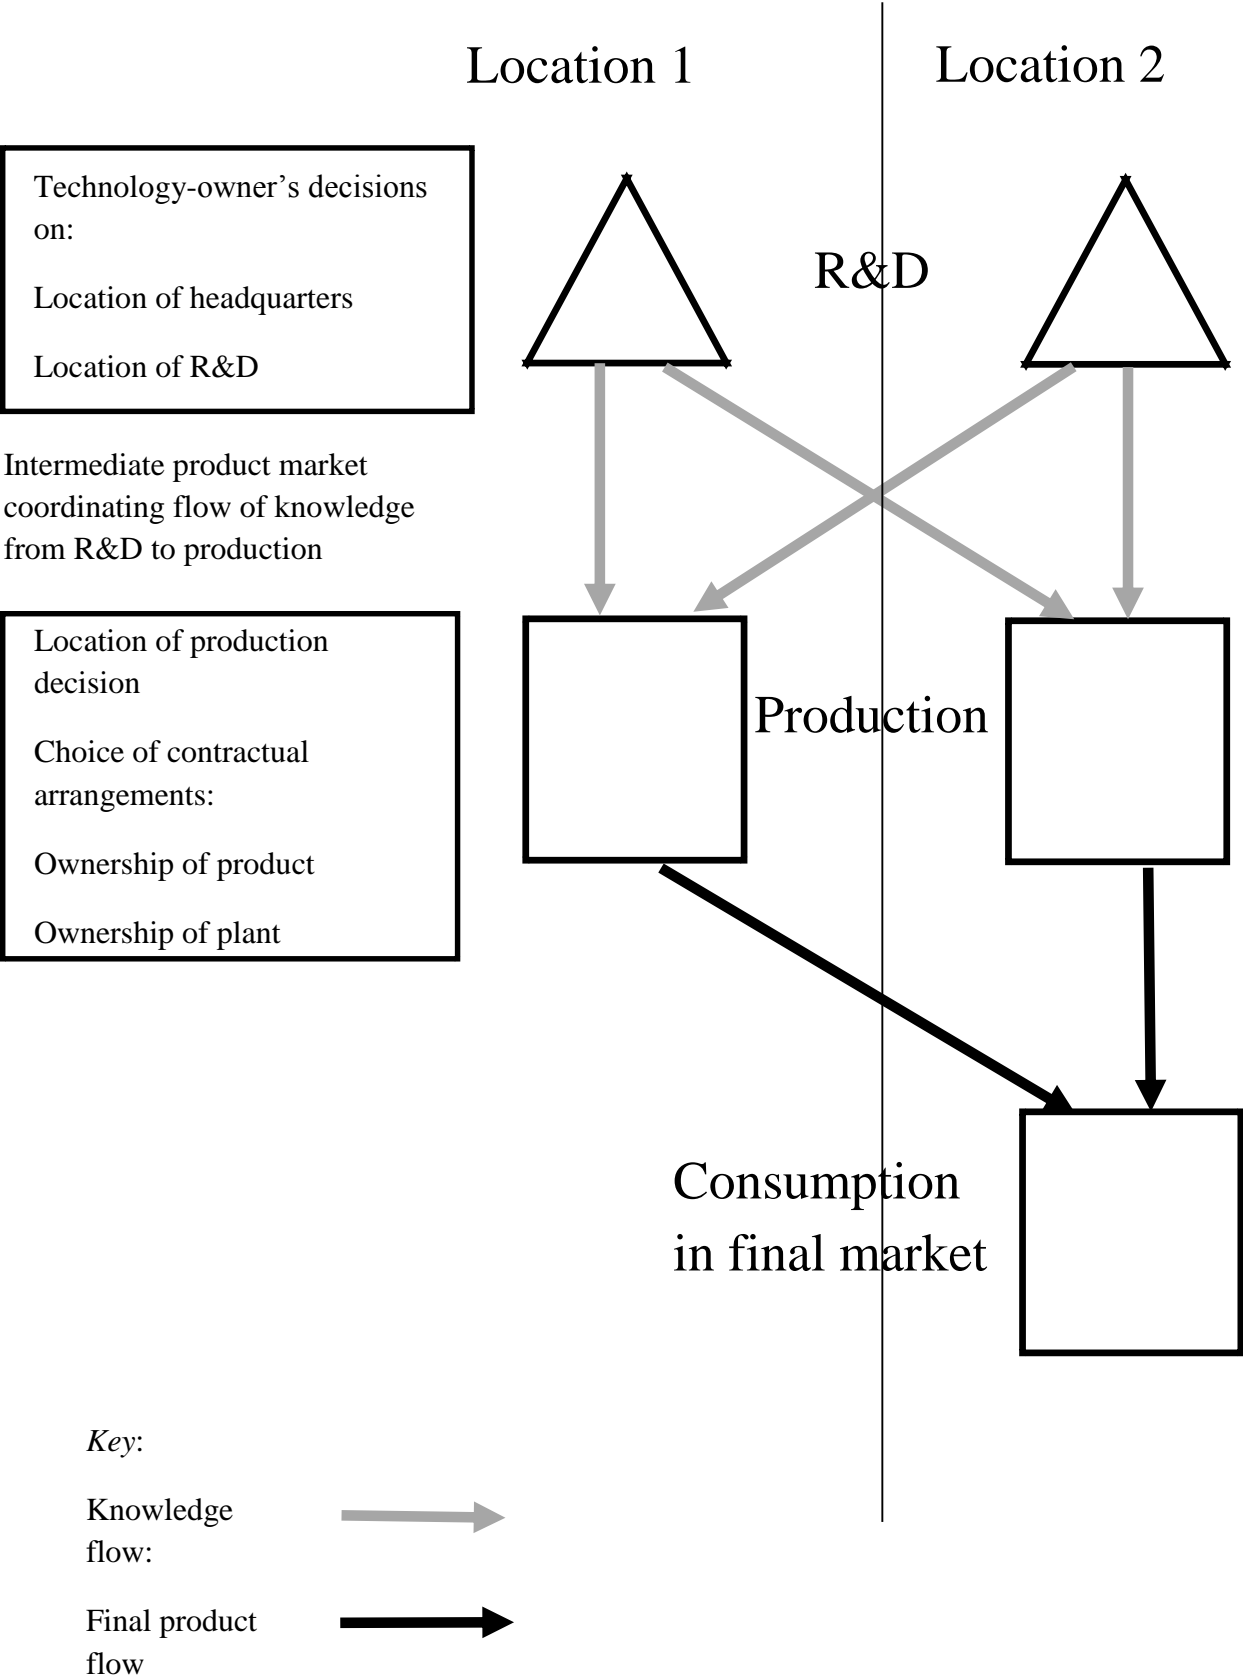 Location 1
Location 2
Technology-owner’s decisions
on:
Location of headquarters
Location of R&D
R&D
Intermediate product market
coordinating flow of knowledge
from R&D to production
Location of production
decision
Choice of contractual
arrangements:
Ownership of product
Ownership of plant
Production
Consumption
in final market
Key:
Knowledge
flow:
Final product
flow